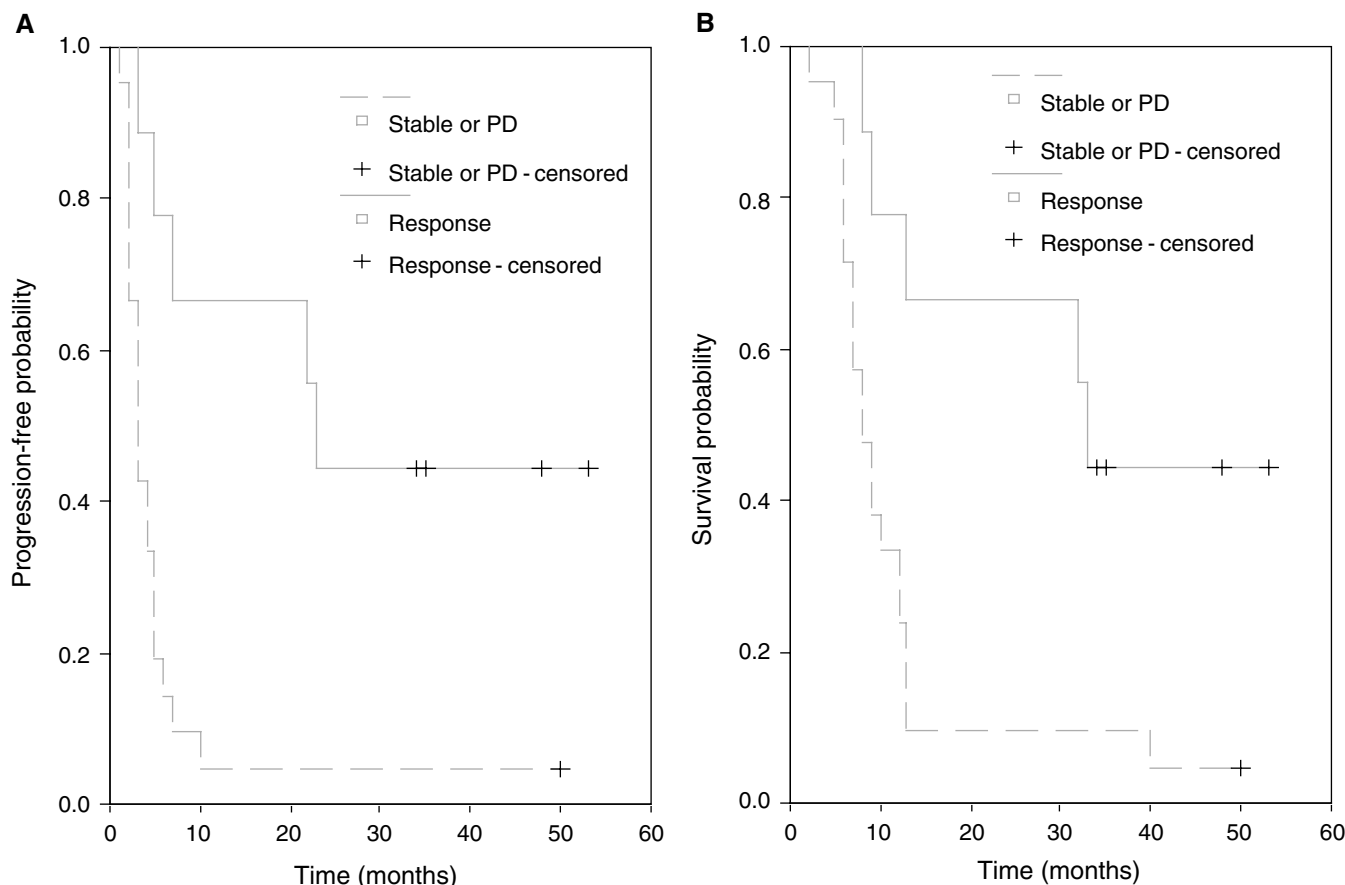 A
1.0
0.8
0.6
0.4
0.2
0.0
Progression-free probability
Stable or PD
Stable or PD - censored
Response
Response - censored
0 10 20 30 40 50 60
Time (months)
B
1.0
0.8
0.6
0.4
0.2
0.0
Survival probability
Stable or PD
Stable or PD - censored
Response
Response - censored
0 10 20 30 40 50 60
Time (months)